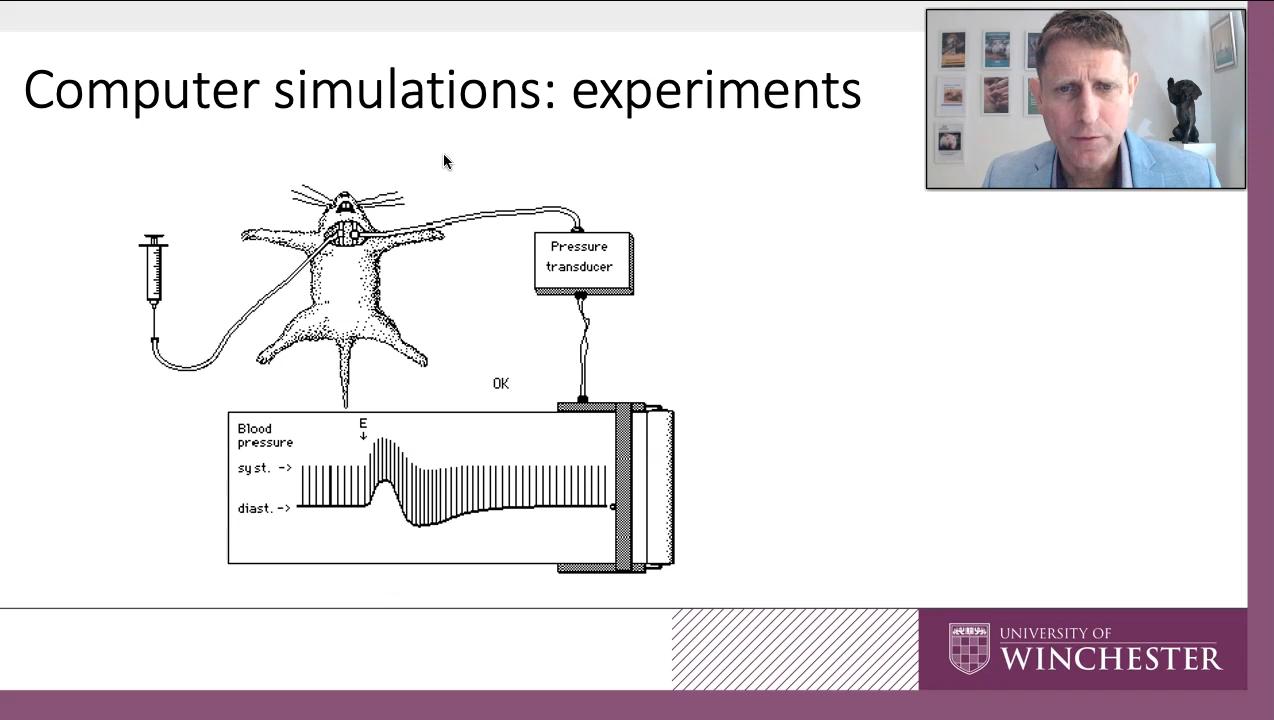 Computer simulations: experiments
Pressure
transducer
OK
E
Blood
pressure
syst. ->
diast. ->
UNIVERSITY OF
WINCHESTER